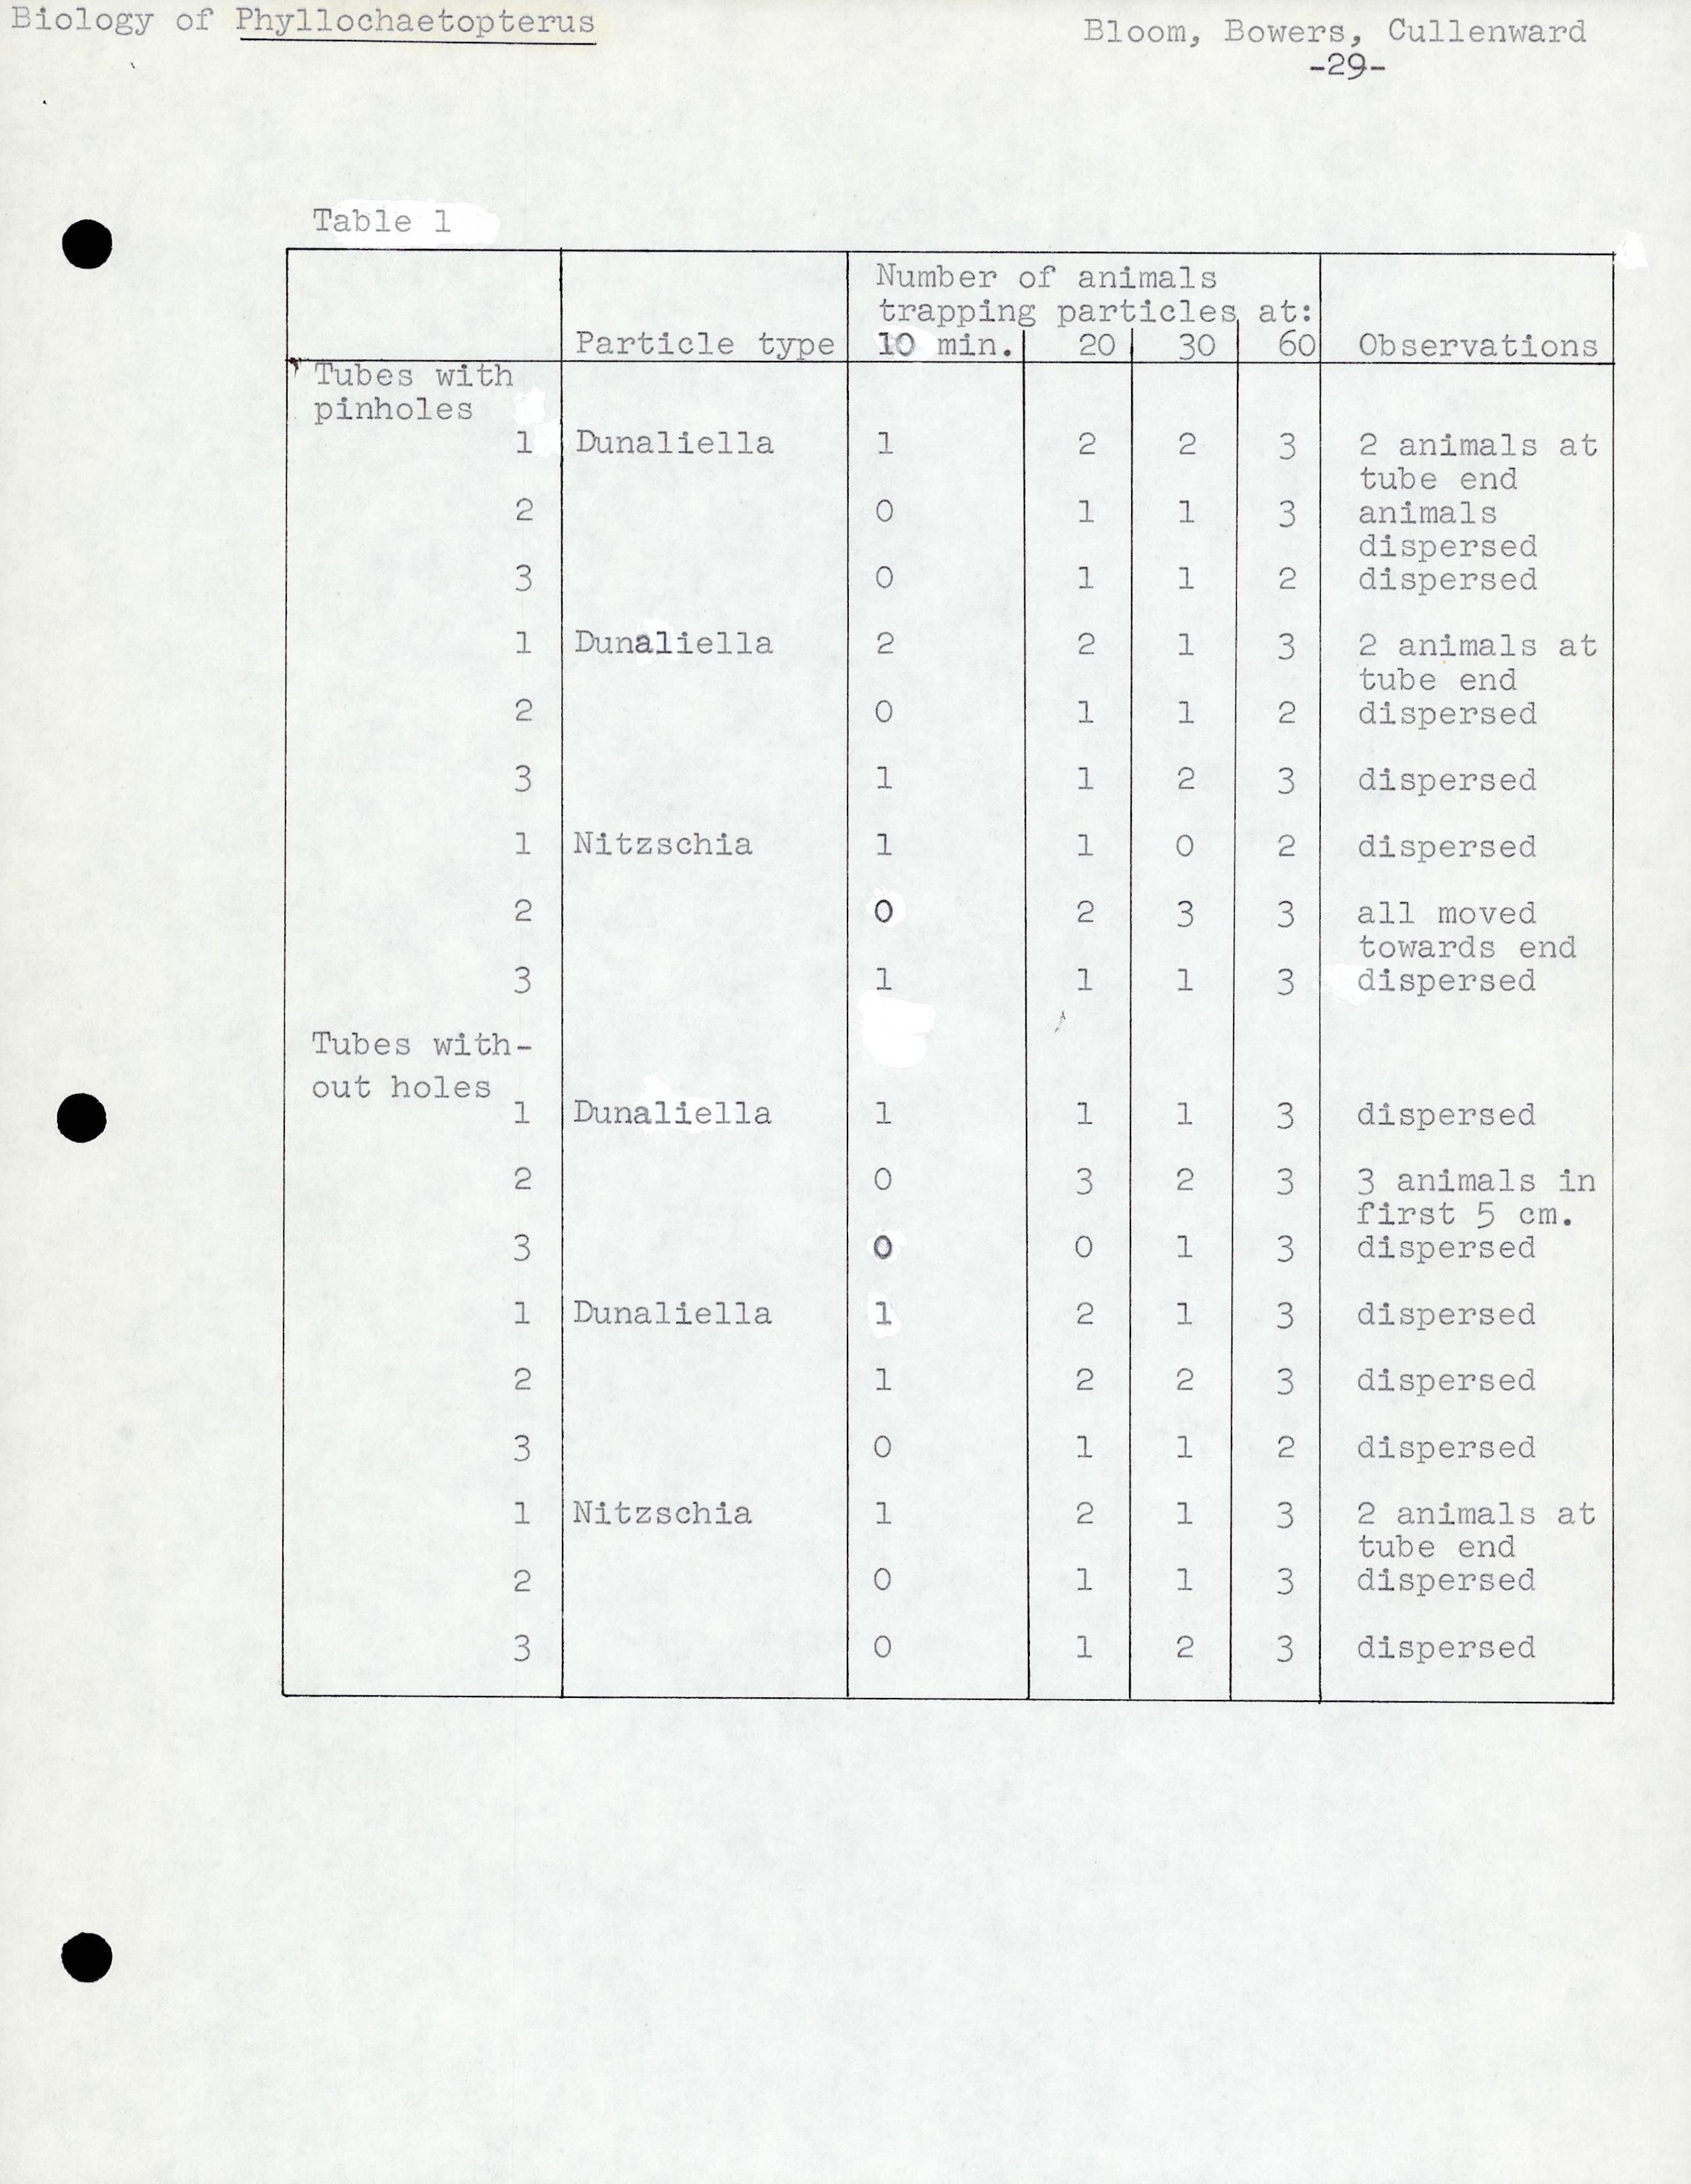 Biology of Phyllochaetopterus
Bloom, Bowers, Cullenward
-29-
Table 1
Number of animals
trapping particles at:
Particle type 10 min. 20 30 60 Observations
Tubes with
pinholes
1 Dunaliella 1 2 2 3 2 animals at
tube end
2 0 1 1 3 animals
dispersed
3 0 1 1 2 dispersed
1 Dunaliella 2 2 1 3 2 animals at
tube end
2 0 1 1 2 dispersed
3 1 1 2 3 dispersed
1 Nitzschia 1 1 0 2 dispersed
2 0 2 3 3 all moved
towards end
3 1 1 1 3 dispersed
Tubes with-
out holes
1 Dunaliella 1 1 1 3 dispersed
2 0 3 2 3 3 animals in
first 5 cm.
3 0 0 1 3 dispersed
1 Dunaliella 1 2 1 3 dispersed
2 1 2 2 3 dispersed
3 0 1 1 2 dispersed
1 Nitzschia 1 2 1 3 2 animals at
tube end
2 0 1 1 3 dispersed
3 0 1 2 3 dispersed